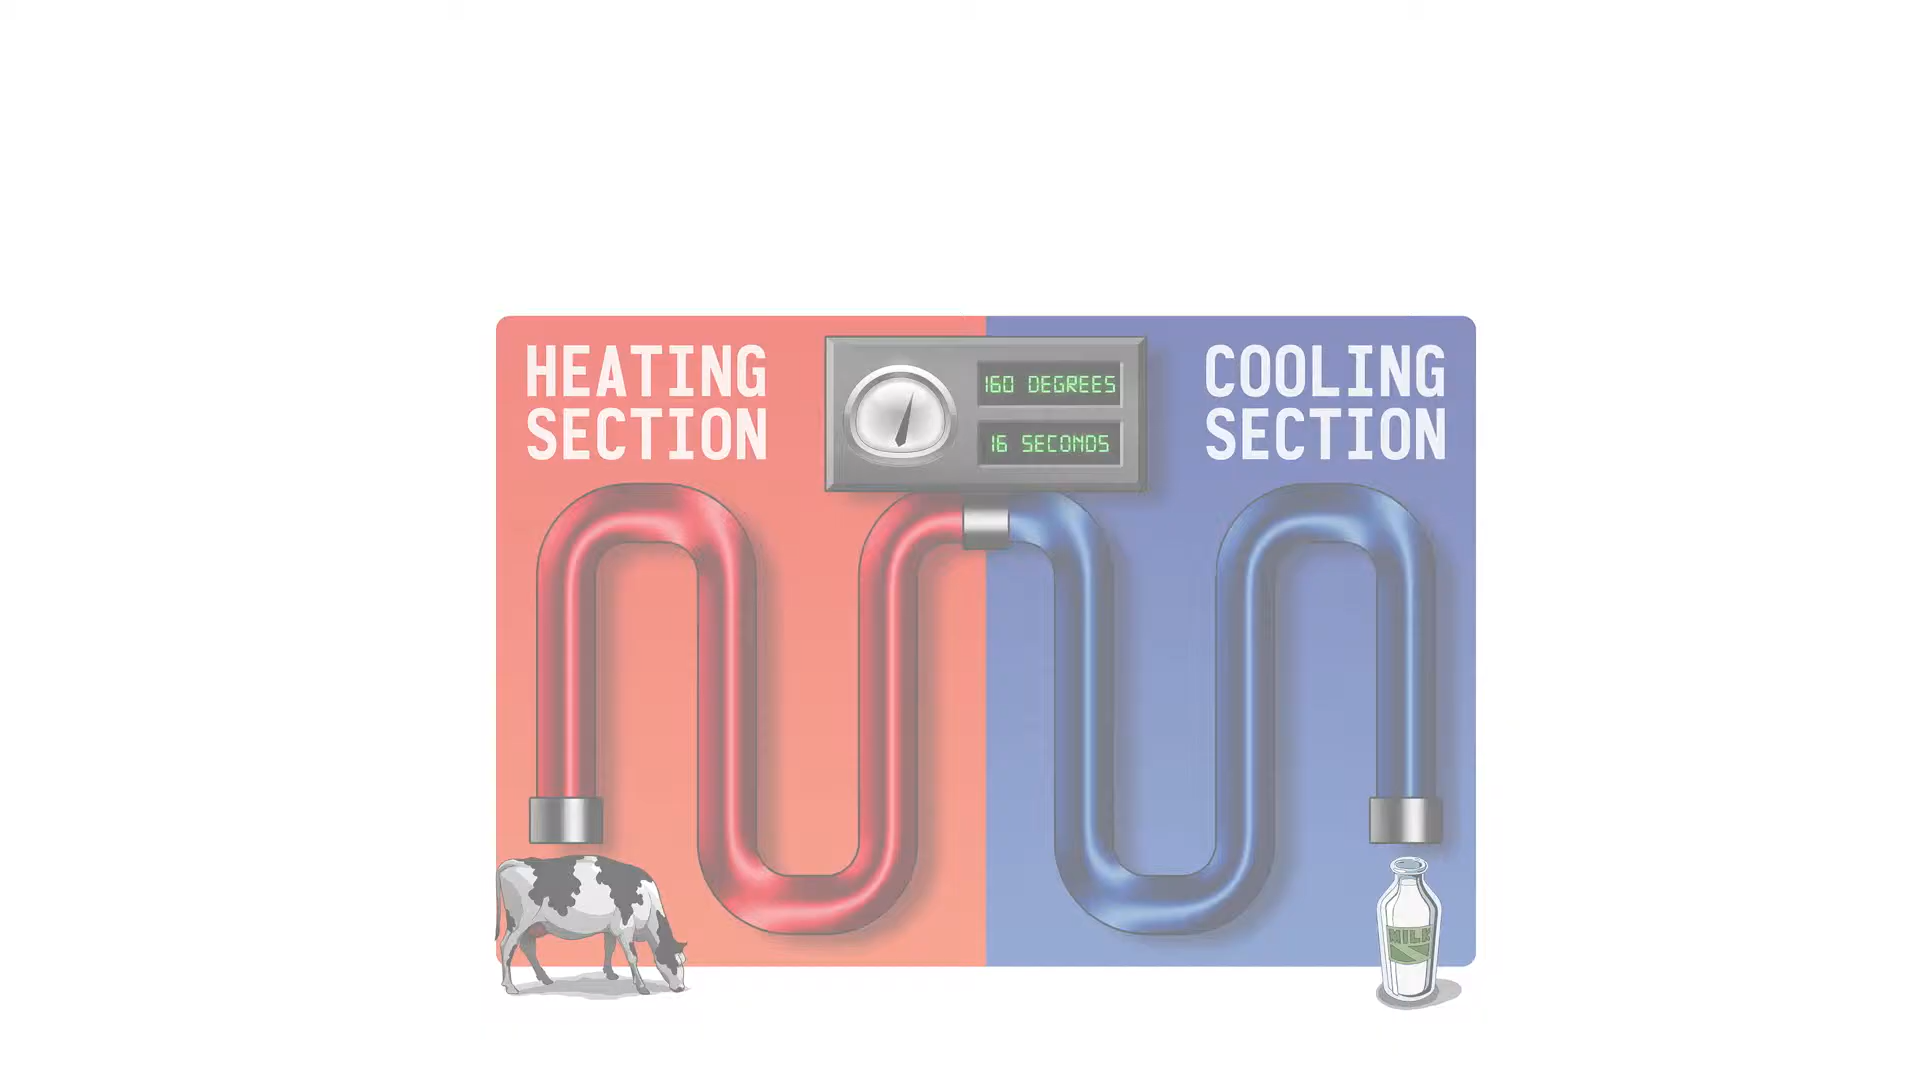 HEATING
SECTION
160 DEGREES
16 SECONDS
COOLING
SECTION
MILK